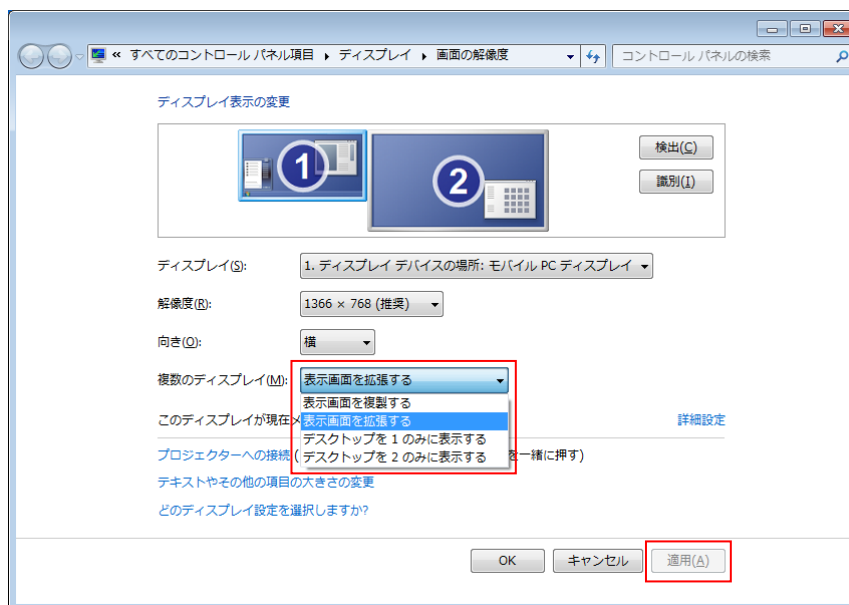 « すべてのコントロール パネル項目 ▸ ディスプレイ ▸ 画面の解像度
コントロール パネルの検索
ディスプレイ表示の変更
1
2
検出(C)
識別(I)
ディスプレイ(S):
1. ディスプレイ デバイスの場所: モバイル PC ディスプレイ
解像度(R):
1366 × 768 (推奨)
向き(O):
横
複数のディスプレイ(M):
表示画面を拡張する
表示画面を複製する
表示画面を拡張する
デスクトップを 1 のみに表示する
デスクトップを 2 のみに表示する
このディスプレイが現在メ
詳細設定
プロジェクターへの接続 (
を一緒に押す)
テキストやその他の項目の大きさの変更
どのディスプレイ設定を選択しますか?
OK
キャンセル
適用(A)